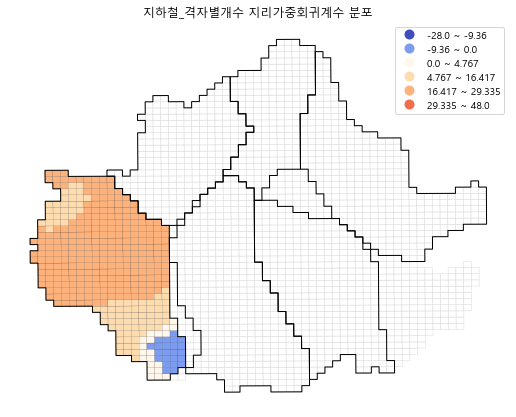 지하철_격자별개수 지리가중회귀계수 분포
-28.0 ~ -9.36
-9.36 ~ 0.0
0.0 ~ 4.767
4.767 ~ 16.417
16.417 ~ 29.335
29.335 ~ 48.0